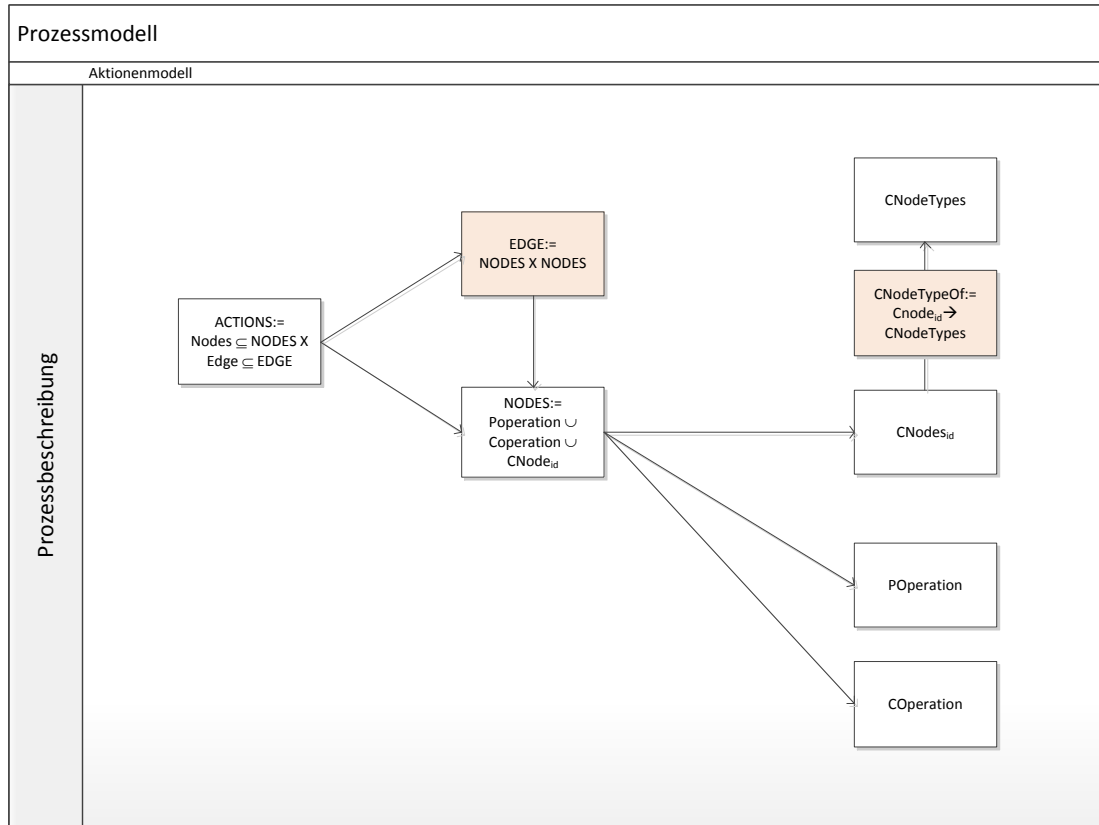 Prozessmodell
Aktionenmodell
Prozessbeschreibung
ACTIONS:=
Nodes ⊆ NODES X
Edge ⊆ EDGE
EDGE:=
NODES X NODES
NODES:=
Poperation ∪
Coperation ∪
CNodeid
CNodeTypes
CNodeTypeOf:=
Cnodeid→
CNodeTypes
CNodesid
POperation
COperation